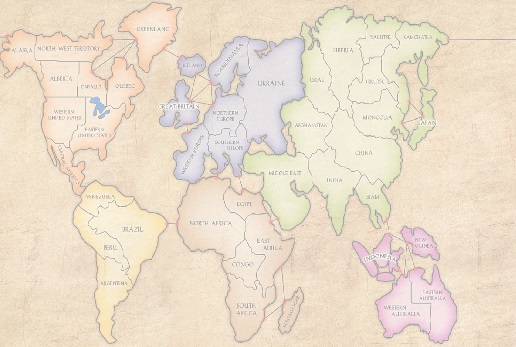 GREENLAND
ALASKA
NORTH WEST TERRITORY
ALBERTA
ONTARIO
QUEBEC
WESTERN
UNITED STATES
EASTERN
UNITED STATES
VENEZUELA
BRAZIL
PERU
ARGENTINA
ICELAND
SCANDINAVIA
UKRAINE
GREAT BRITAIN
NORTHERN
EUROPE
WESTERN EUROPE
SOUTHERN
EUROPE
NORTH AFRICA
EGYPT
EAST
AFRICA
CONGO
SOUTH
AFRICA
MADAGASCAR
URAL
SIBERIA
YAKUTSK
KAMCHATKA
IRKUTSK
MONGOLIA
JAPAN
AFGHANISTAN
CHINA
MIDDLE EAST
INDIA
SIAM
INDONESIA
NEW
GUINEA
WESTERN
AUSTRALIA
EASTERN
AUSTRALIA